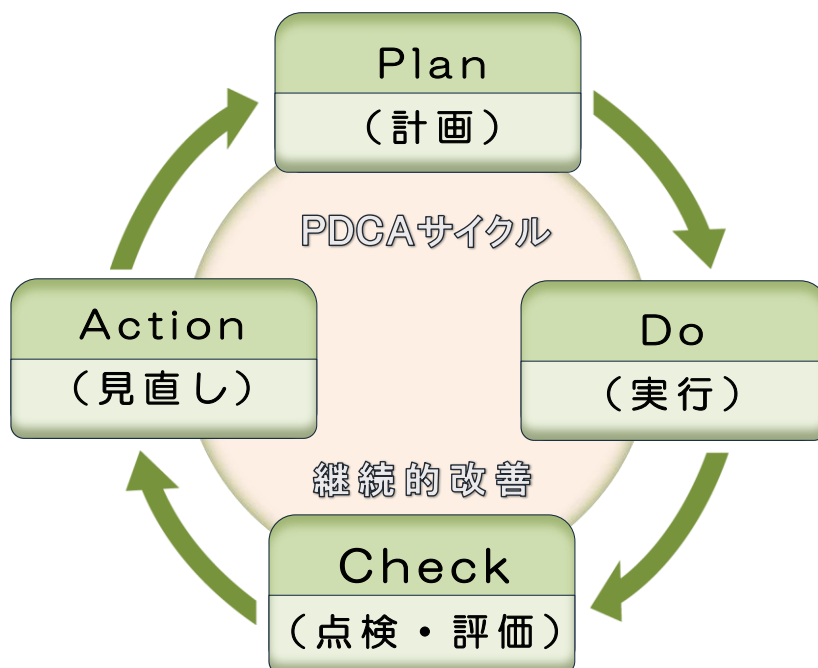 Plan
（計画）
PDCAサイクル
Action
（見直し）
Do
（実行）
継続的改善
Check
（点検・評価）